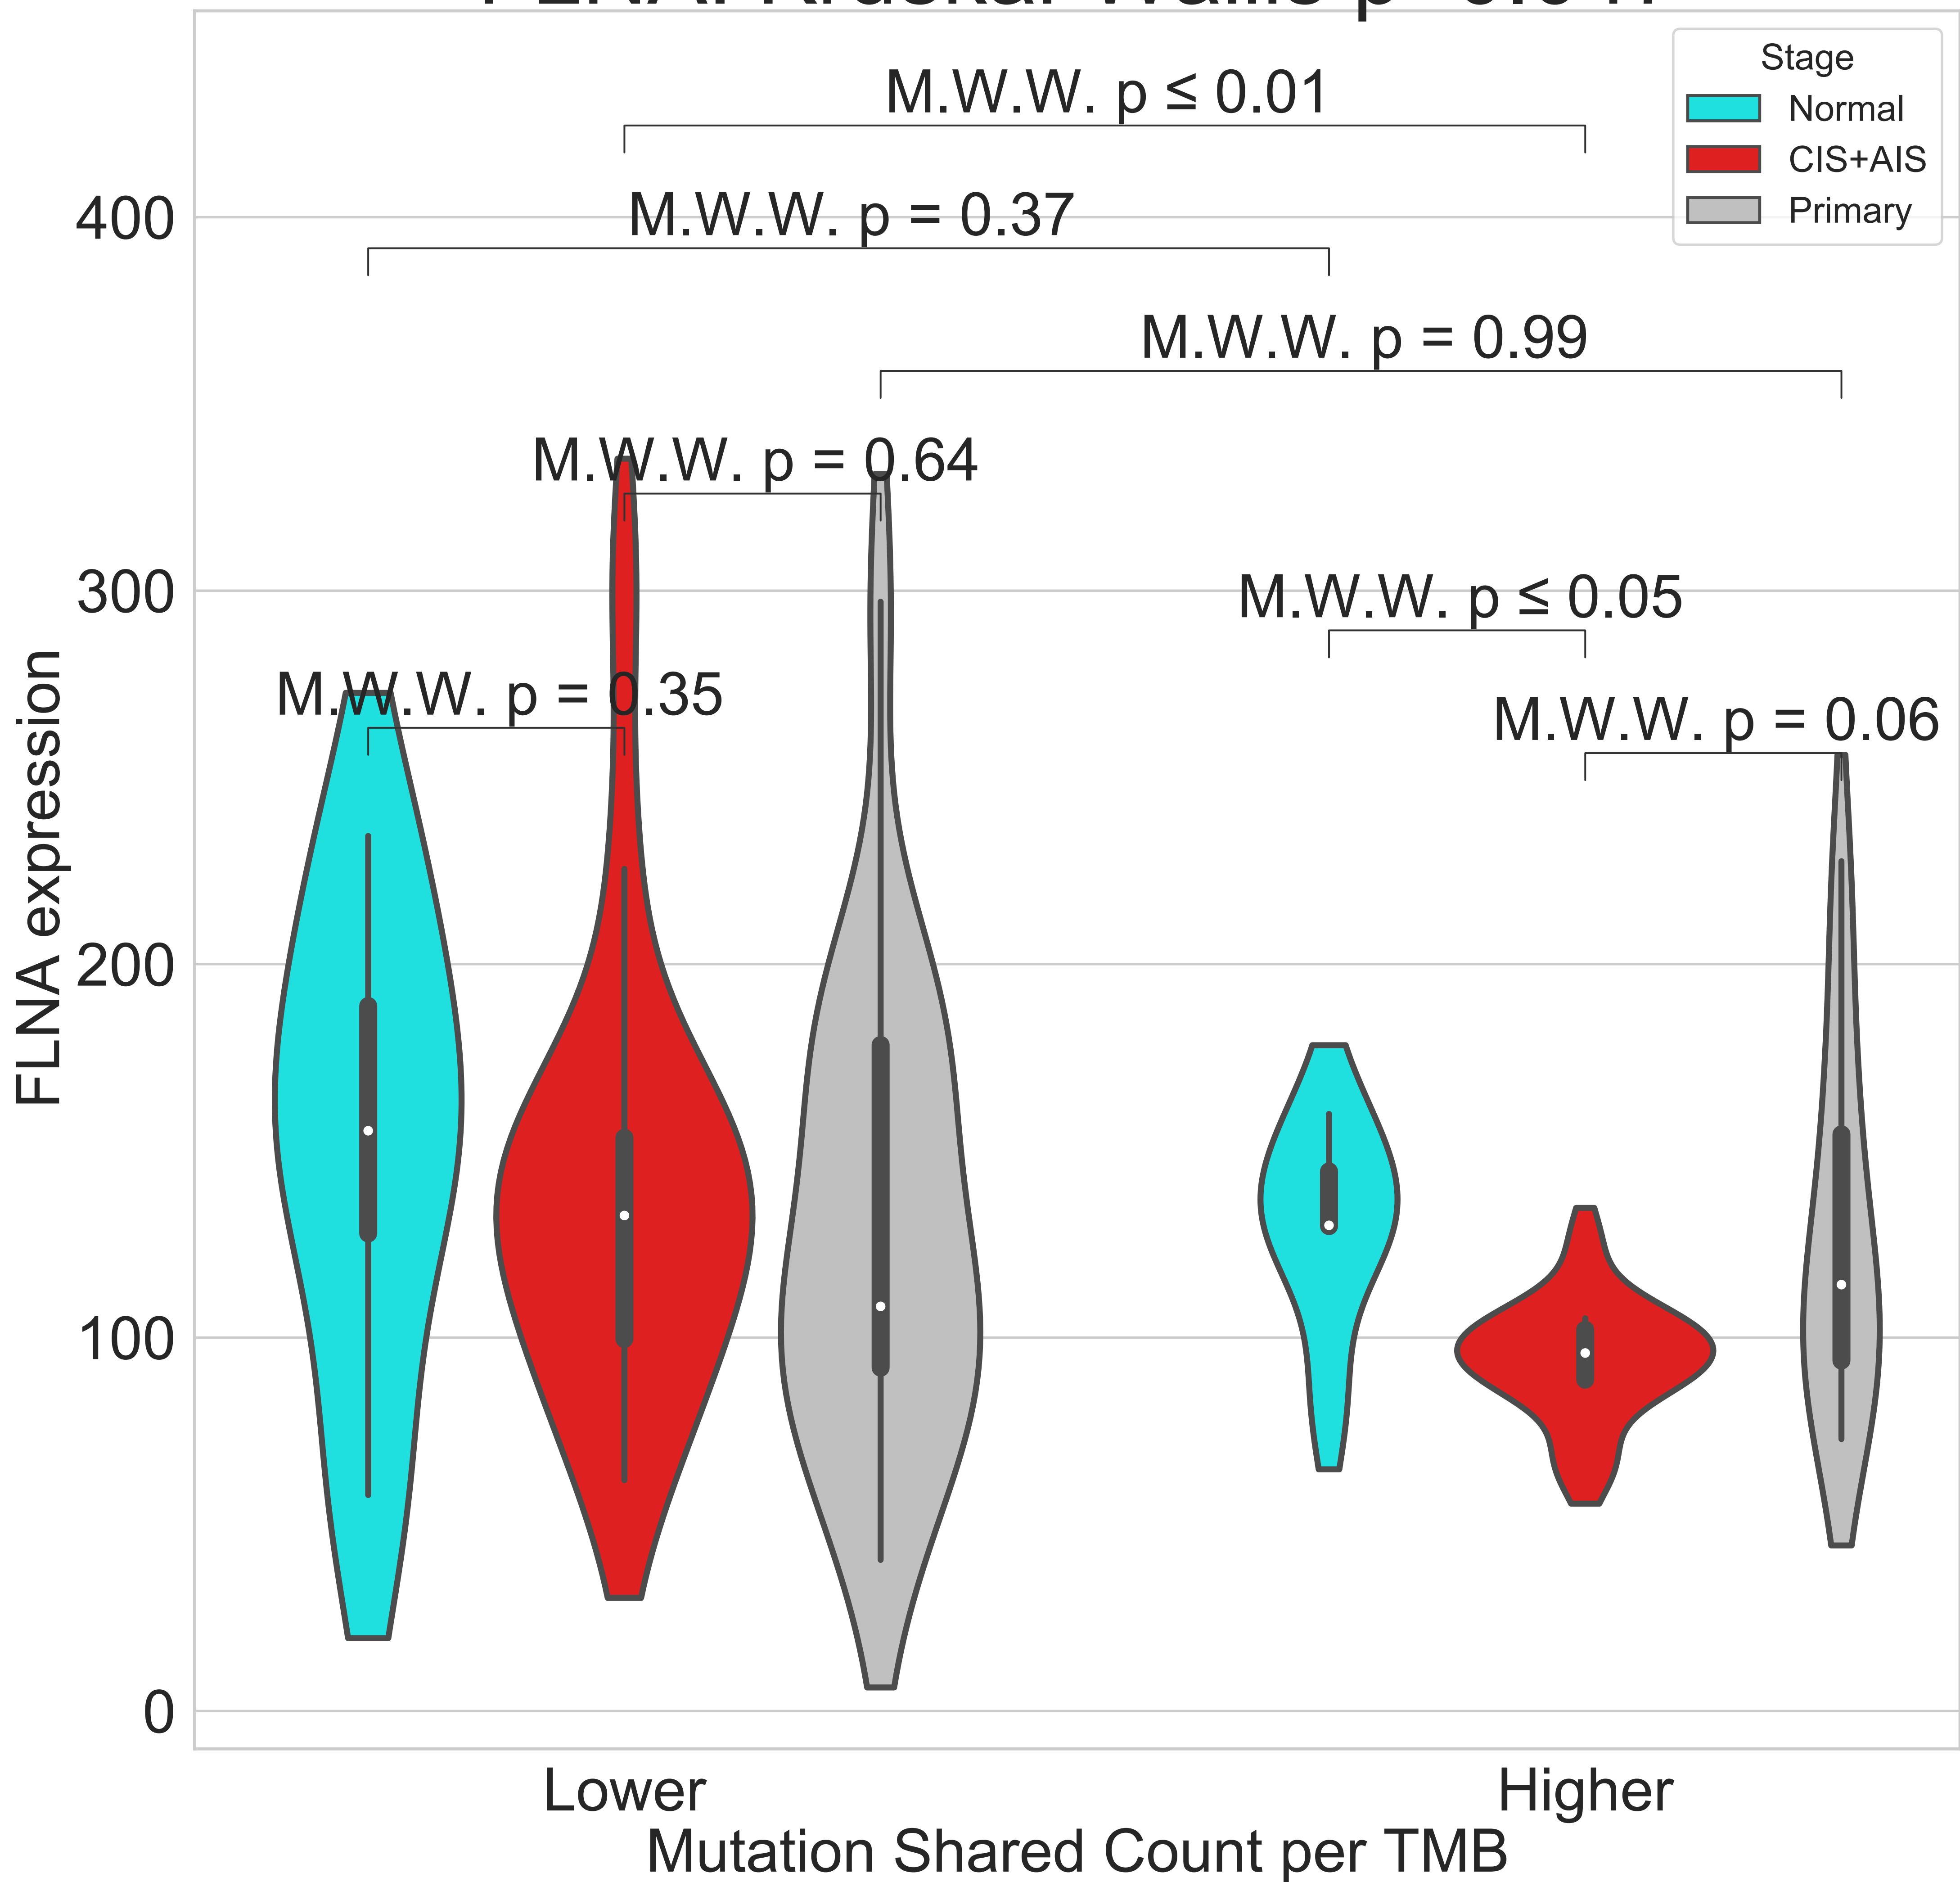 M.W.W. p ≤ 0.01
M.W.W. p = 0.37
M.W.W. p = 0.99
M.W.W. p = 0.64
M.W.W. p ≤ 0.05
M.W.W. p = 0.35
M.W.W. p = 0.06
Stage
Normal
CIS+AIS
Primary
FLNA expression
400
300
200
100
0
Lower
Higher
Mutation Shared Count per TMB